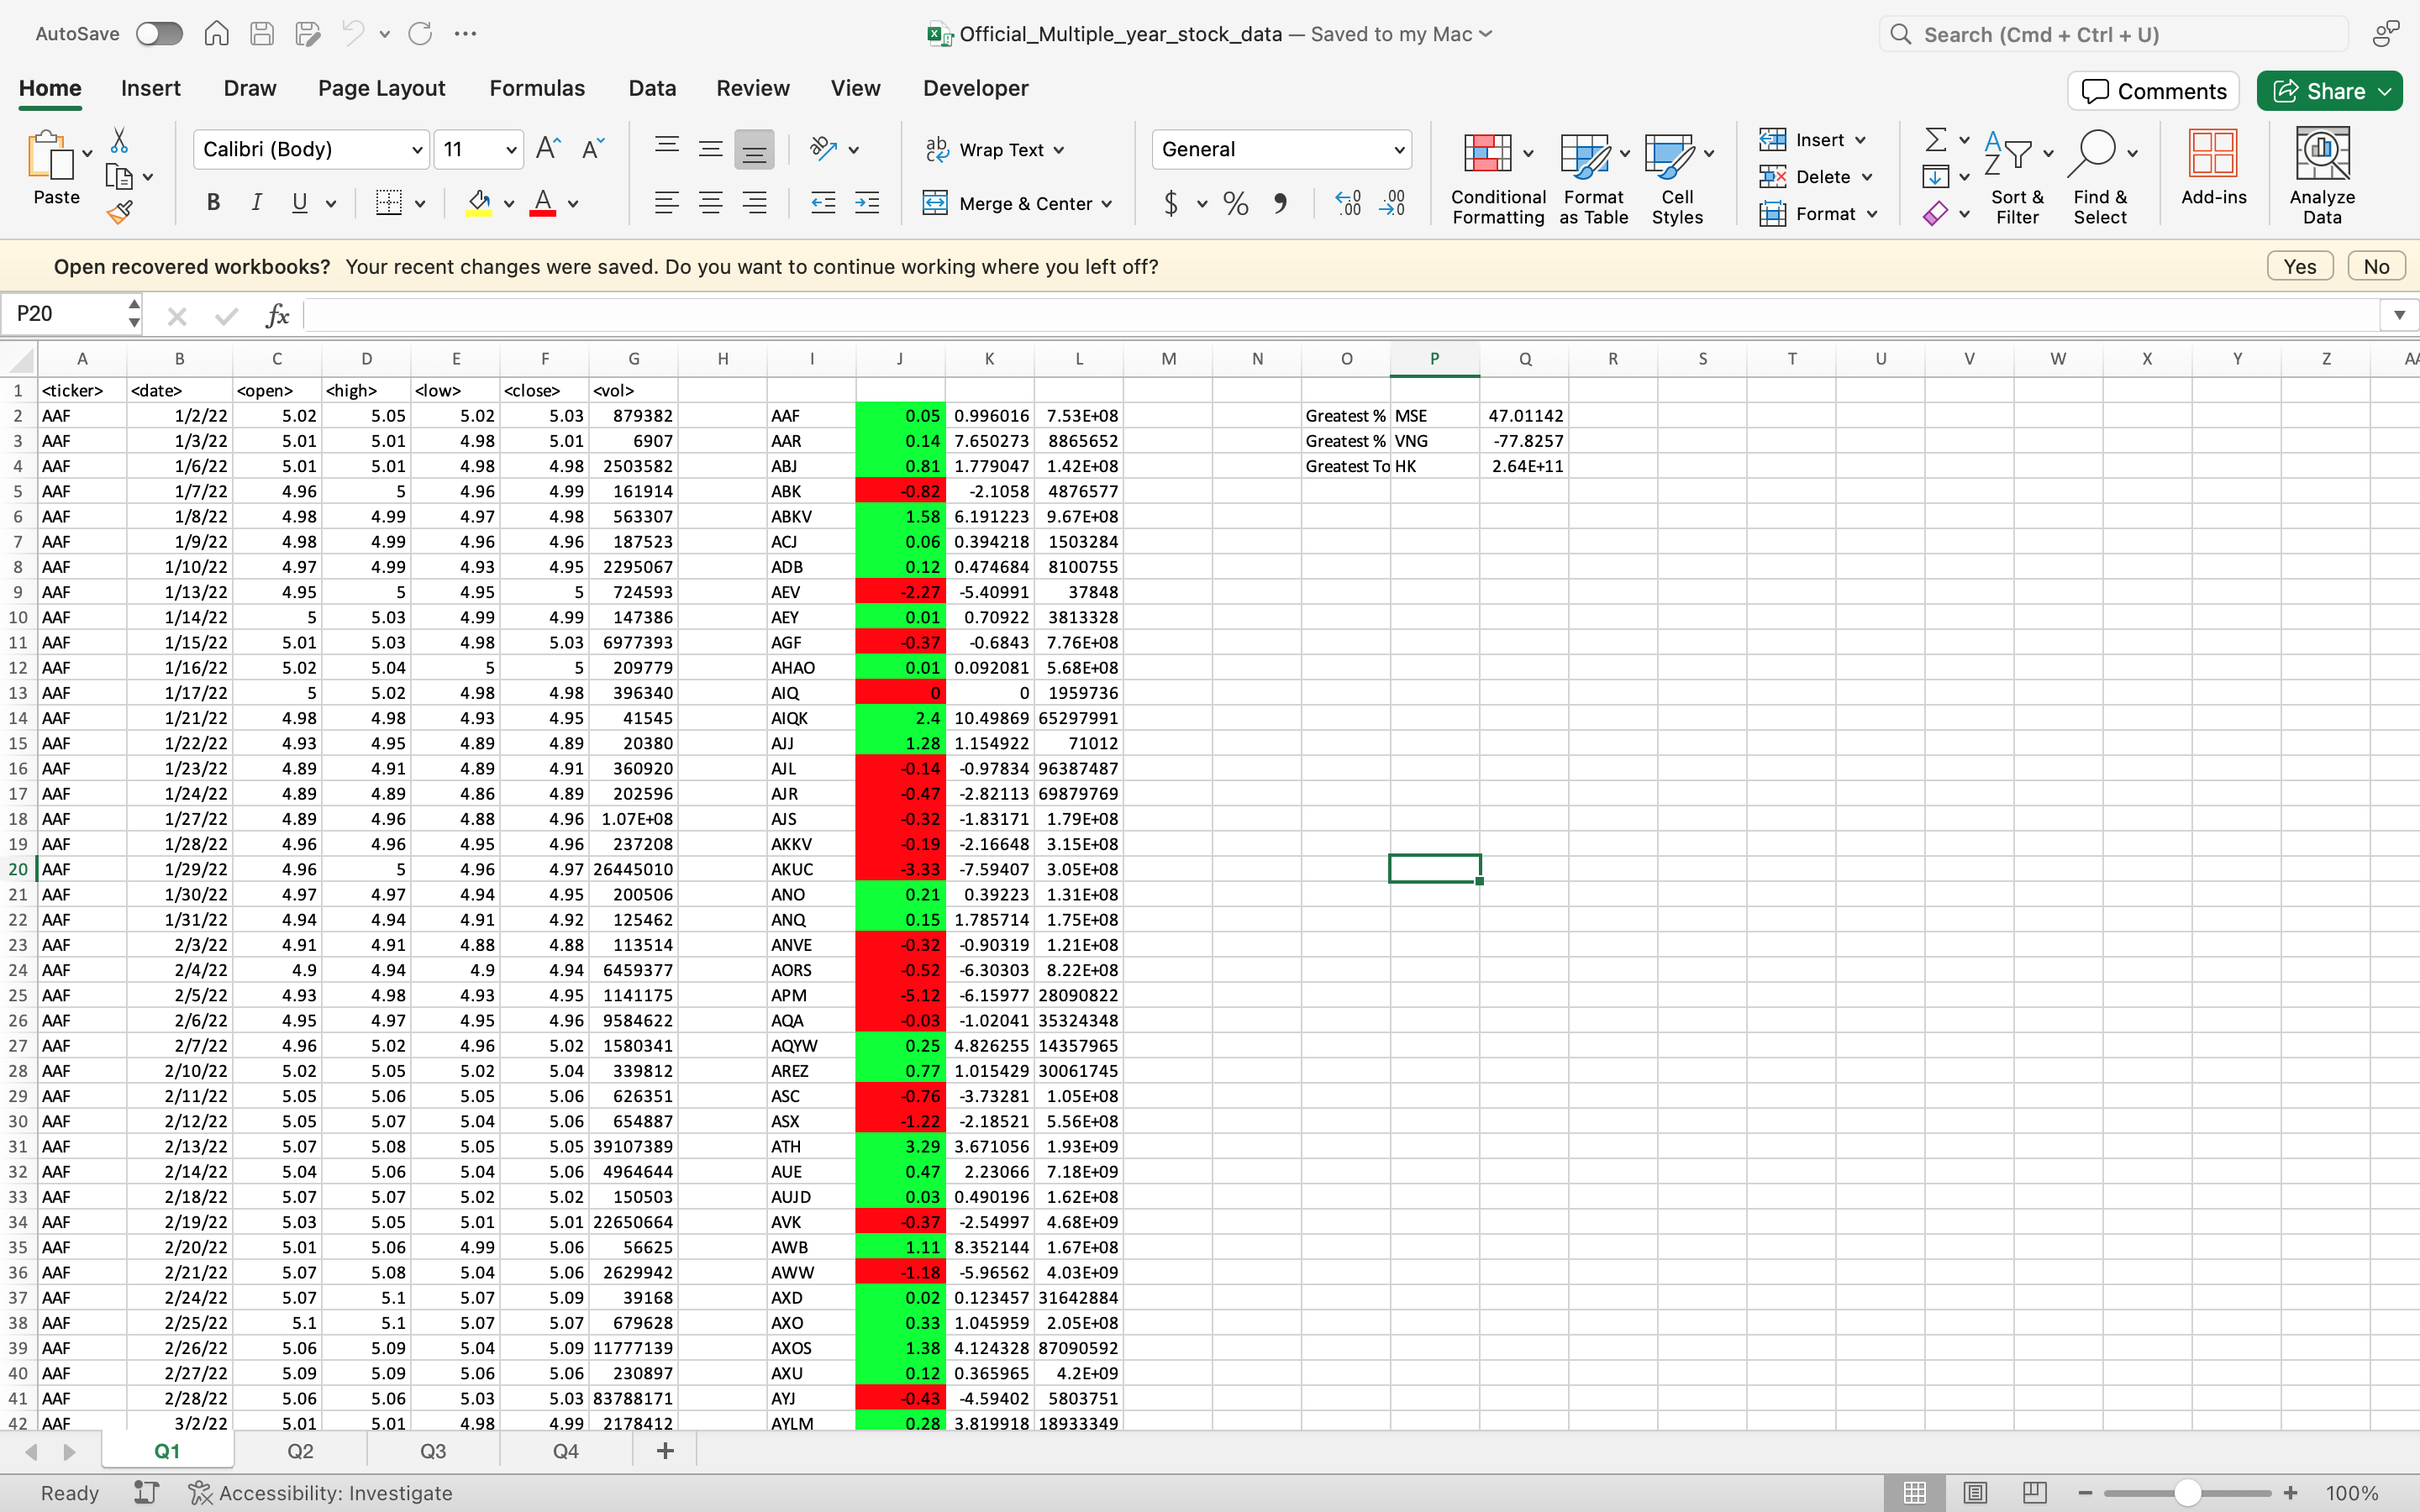 AutoSave
Official_Multiple_year_stock_data — Saved to my Mac
Search (Cmd + Ctrl + U)
Home Insert Draw Page Layout Formulas Data Review View Developer
Comments Share
Paste
Calibri (Body) 11
Wrap Text
Merge & Center
General
Conditional Formatting
Format as Table
Cell Styles
Insert
Delete
Format
Sort & Filter
Find & Select
Add-ins
Analyze Data
Open recovered workbooks? Your recent changes were saved. Do you want to continue working where you left off? Yes No
P20 fx
A B C D E F G H I J K L M N O P Q R S T U V W X Y Z
1 <ticker> <date> <open> <high> <low> <close> <vol>
2 AAF 1/2/22 5.02 5.05 5.02 5.03 879382 AAF 0.05 0.996016 7.53E+08 Greatest % MSE 47.01142
3 AAF 1/3/22 5.01 5.01 4.98 5.01 6907 AAR 0.14 7.650273 8865652 Greatest % VNG -77.8257
4 AAF 1/6/22 5.01 5.01 4.98 4.98 2503582 ABJ 0.81 1.779047 1.42E+08 Greatest To HK 2.64E+11
5 AAF 1/7/22 4.96 5 4.96 4.99 161914 ABK -0.82 -2.1058 4876577
6 AAF 1/8/22 4.98 4.99 4.97 4.98 563307 ABKV 1.58 6.191223 9.67E+08
7 AAF 1/9/22 4.98 4.99 4.96 4.96 187523 ACJ 0.06 0.394218 1503284
8 AAF 1/10/22 4.97 4.99 4.93 4.95 2295067 ADB 0.12 0.474684 8100755
9 AAF 1/13/22 4.95 5 4.95 5 724593 AEV -2.27 -5.40991 37848
10 AAF 1/14/22 5 5.03 4.99 4.99 147386 AEY 0.01 0.70922 3813328
11 AAF 1/15/22 5.01 5.03 4.98 5.03 6977393 AGF -0.37 -0.6843 7.76E+08
12 AAF 1/16/22 5.02 5.04 5 5 209779 AHAO 0.01 0.092081 5.68E+08
13 AAF 1/17/22 5 5.02 4.98 4.98 396340 AIQ 0 0 1959736
14 AAF 1/21/22 4.98 4.98 4.93 4.95 41545 AIQK 2.4 10.49869 65297991
15 AAF 1/22/22 4.93 4.95 4.89 4.89 20380 AJJ 1.28 1.154922 71012
16 AAF 1/23/22 4.89 4.91 4.89 4.91 360920 AJL -0.14 -0.97834 96387487
17 AAF 1/24/22 4.89 4.89 4.86 4.89 202596 AJR -0.47 -2.82113 69879769
18 AAF 1/27/22 4.89 4.96 4.88 4.96 1.07E+08 AJS -0.32 -1.83171 1.79E+08
19 AAF 1/28/22 4.96 4.96 4.95 4.96 237208 AKKV -0.19 -2.16648 3.15E+08
20 AAF 1/29/22 4.96 5 4.96 4.97 26445010 AKUC -3.33 -7.59407 3.05E+08
21 AAF 1/30/22 4.97 4.97 4.94 4.95 200506 ANO 0.21 0.39223 1.31E+08
22 AAF 1/31/22 4.94 4.94 4.91 4.92 125462 ANQ 0.15 1.785714 1.75E+08
23 AAF 2/3/22 4.91 4.91 4.88 4.88 113514 ANVE -0.32 -0.90319 1.21E+08
24 AAF 2/4/22 4.9 4.94 4.9 4.94 6459377 AORS -0.52 -6.30303 8.22E+08
25 AAF 2/5/22 4.93 4.98 4.93 4.95 1141175 APM -5.12 -6.15977 28090822
26 AAF 2/6/22 4.95 4.97 4.95 4.96 9584622 AQA -0.03 -1.02041 35324348
27 AAF 2/7/22 4.96 5.02 4.96 5.02 1580341 AQYW 0.25 4.826255 14357965
28 AAF 2/10/22 5.02 5.05 5.02 5.04 339812 AREZ 0.77 1.015429 30061745
29 AAF 2/11/22 5.05 5.06 5.05 5.06 626351 ASC -0.76 -3.73281 1.05E+08
30 AAF 2/12/22 5.05 5.07 5.04 5.06 654887 ASX -1.22 -2.18521 5.56E+08
31 AAF 2/13/22 5.07 5.08 5.05 5.05 39107389 ATH 3.29 3.671056 1.93E+09
32 AAF 2/14/22 5.04 5.06 5.04 5.06 4964644 AUE 0.47 2.23066 7.18E+09
33 AAF 2/18/22 5.07 5.07 5.02 5.02 150503 AUJD 0.03 0.490196 1.62E+08
34 AAF 2/19/22 5.03 5.05 5.01 5.01 22650664 AVK -0.37 -2.54997 4.68E+09
35 AAF 2/20/22 5.01 5.06 4.99 5.06 56625 AWB 1.11 8.352144 1.67E+08
36 AAF 2/21/22 5.07 5.08 5.04 5.06 2629942 AWW -1.18 -5.96562 4.03E+09
37 AAF 2/24/22 5.07 5.1 5.07 5.09 39168 AXD 0.02 0.123457 31642884
38 AAF 2/25/22 5.1 5.1 5.07 5.07 679628 AXO 0.33 1.045959 2.05E+08
39 AAF 2/26/22 5.06 5.09 5.04 5.09 11777139 AXOS 1.38 4.124328 87090592
40 AAF 2/27/22 5.09 5.09 5.06 5.06 230897 AXU 0.12 0.365965 4.2E+09
41 AAF 2/28/22 5.06 5.06 5.03 5.03 83788171 AYJ -0.43 -4.59402 5803751
42 AAF 3/2/22 5.01 5.01 4.98 4.99 2178412 AYLM 0.28 3.819918 18933349
Q1 Q2 Q3 Q4 +
Ready Accessibility: Investigate 100%